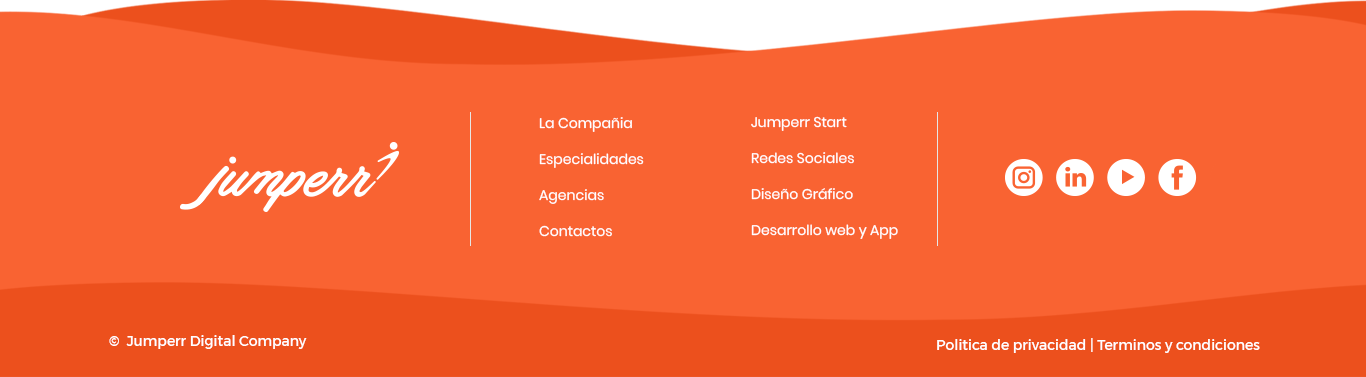 jumperr
La Compañia
Especialidades
Agencias
Contactos
Jumperr Start
Redes Sociales
Diseño Gráfico
Desarrollo web y App
in
f
© Jumperr Digital Company
Politica de privacidad | Terminos y condiciones